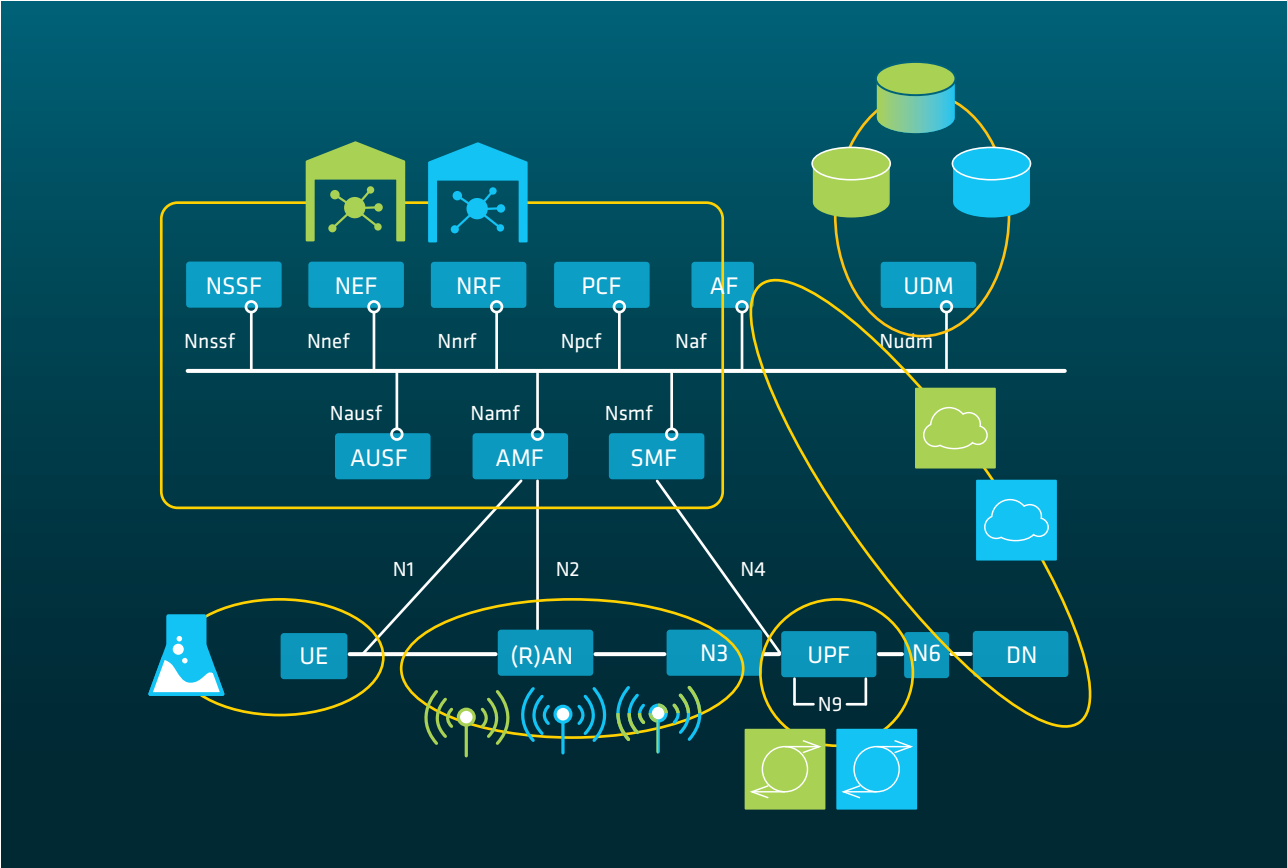 NSSF
NEF
NRF
PCF
AF
UDM
Nnssf
Nnef
Nnrf
Npcf
Naf
Nudm
Nausf
Namf
Nsmf
AUSF
AMF
SMF
N1
N2
N4
UE
(R)AN
N3
UPF
N6
DN
N9